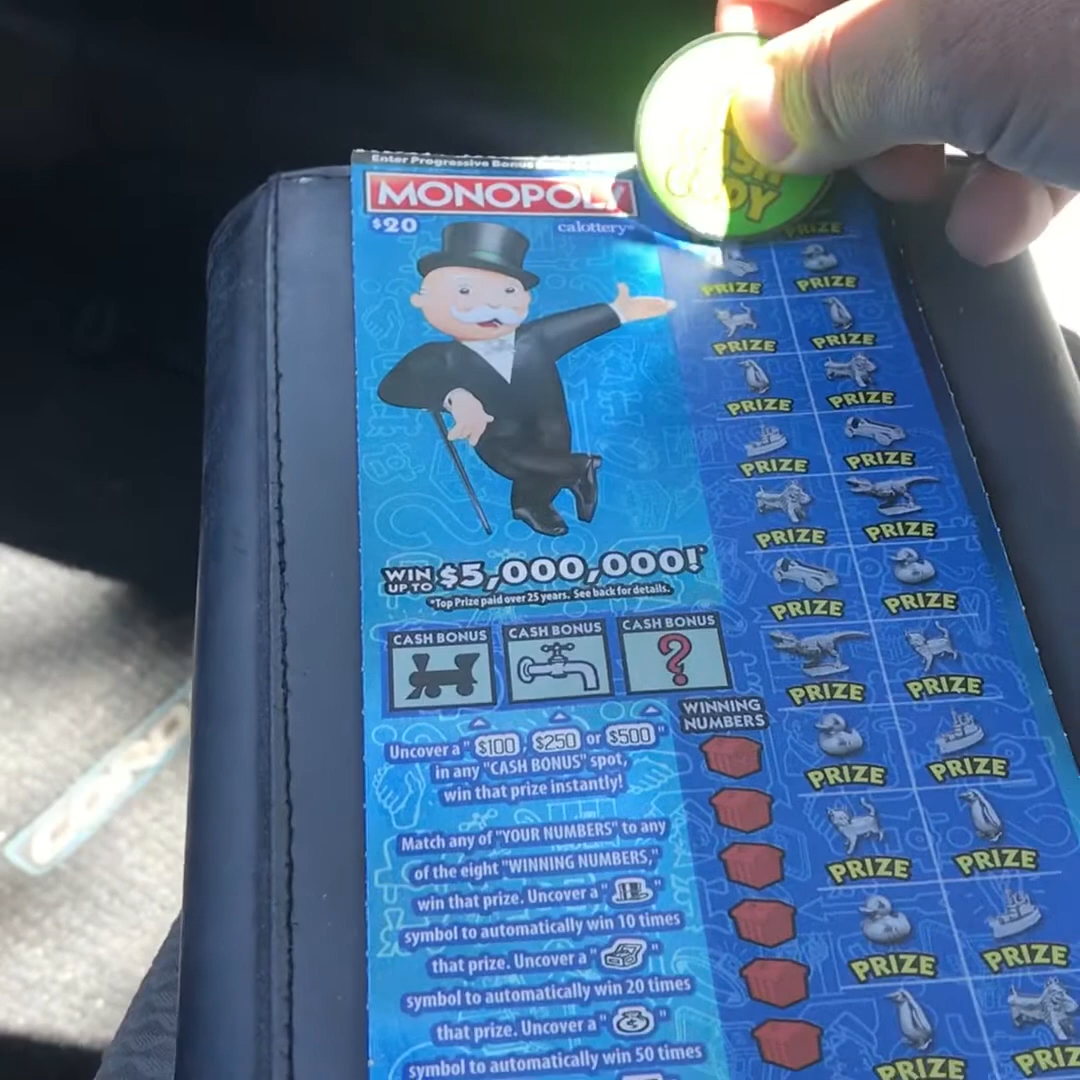 Enter Progressive Bonus
MONOPOLY
$20
calottery
PRIZE
PRIZE PRIZE
PRIZE PRIZE
PRIZE PRIZE
PRIZE PRIZE
PRIZE PRIZE
PRIZE PRIZE
PRIZE PRIZE
PRIZE PRIZE
PRIZE PRIZE
PRIZE PRIZE
PRIZE
WIN UP TO $5,000,000!*
*Top Prize paid over 25 years. See back for details.
CASH BONUS CASH BONUS CASH BONUS
?
WINNING
NUMBERS
Uncover a "$100, $250 or $500"
in any "CASH BONUS" spot,
win that prize instantly!
Match any of "YOUR NUMBERS" to any
of the eight "WINNING NUMBERS,"
win that prize. Uncover a " "
symbol to automatically win 10 times
that prize. Uncover a " "
symbol to automatically win 20 times
that prize. Uncover a " "
symbol to automatically win 50 times